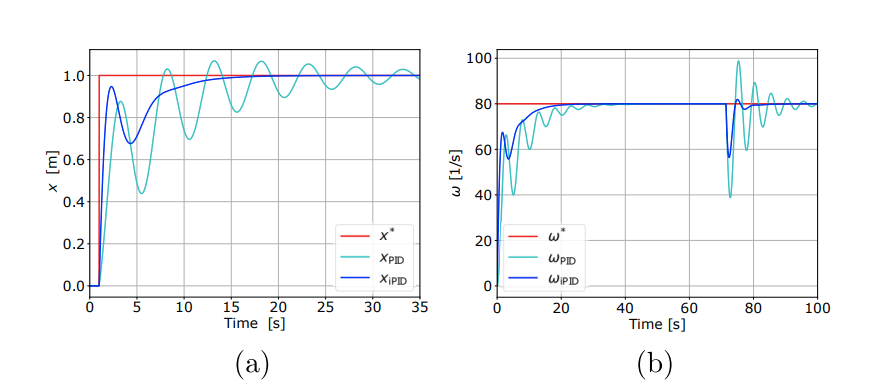 1.0
0.8
0.6
0.4
0.2
0.0
x [m]
0 5 10 15 20 25 30 35
Time [s]
x*
xPID
xiPID
(a)
100
80
60
40
20
0
ω [1/s]
0 20 40 60 80 100
Time [s]
ω*
ωPID
ωiPID
(b)